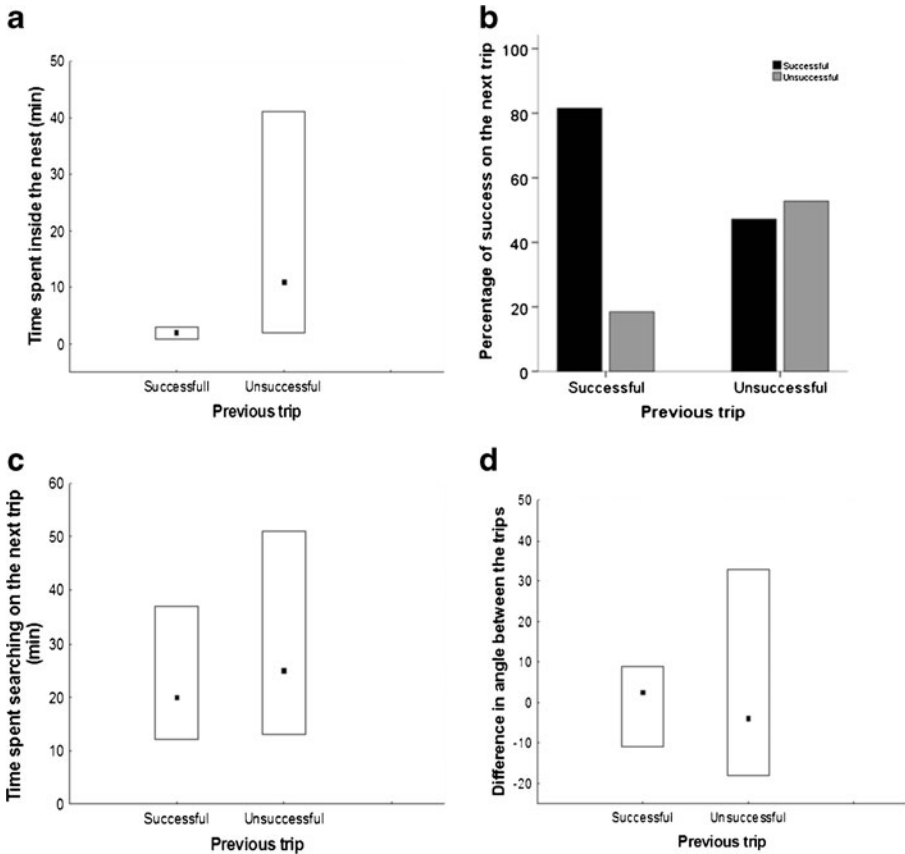 a
Time spent inside the nest (min)
50
40
30
20
10
0
Successfull
Unsuccessful
Previous trip
b
Percentage of success on the next trip
100
80
60
40
20
0
Successful
Unsuccessful
Successful
Unsuccessful
Previous trip
c
Time spent searching on the next trip
(min)
60
50
40
30
20
10
0
Successful
Unsuccessful
Previous trip
d
Difference in angle between the trips
50
40
30
20
10
0
-10
-20
Successful
Unsuccessful
Previous trip